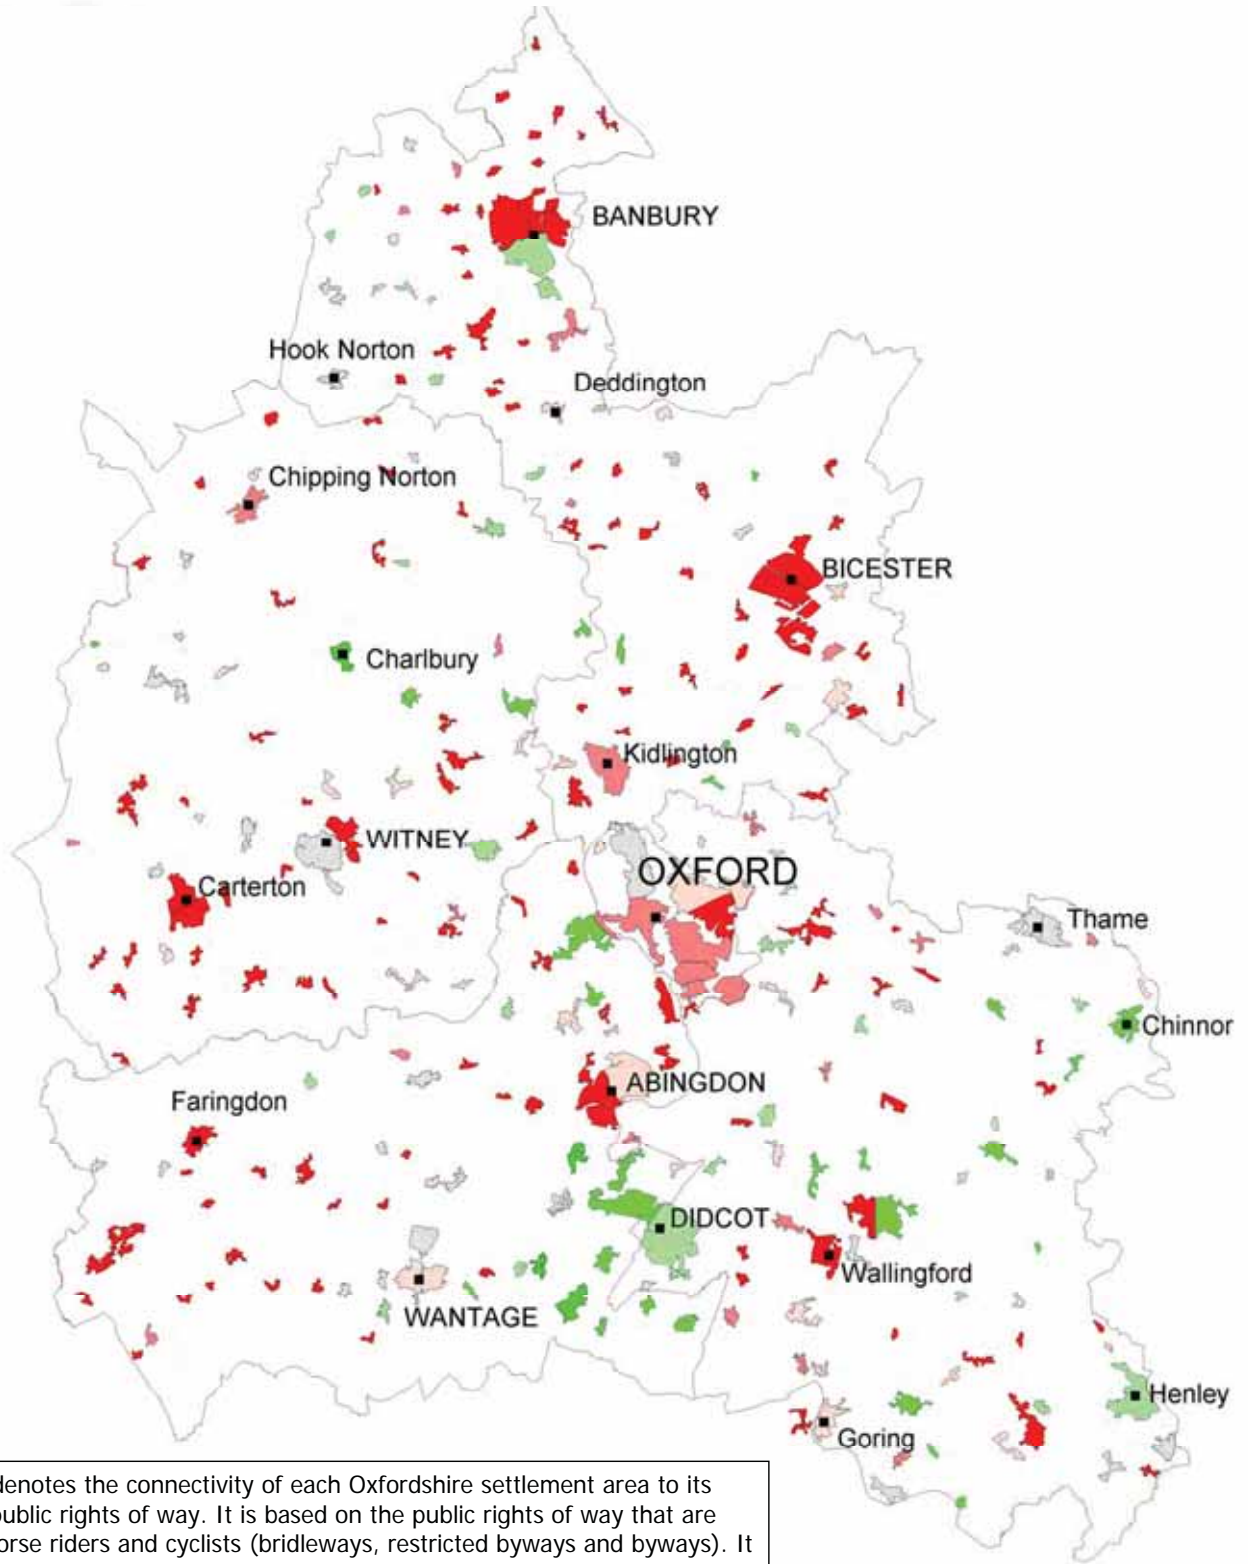 BANBURY
Hook Norton
Deddington
Chipping Norton
BICESTER
Charlbury
Kidlington
WITNEY
OXFORD
Carterton
Thame
Chinnor
ABINGDON
Faringdon
DIDCOT
Wallingford
WANTAGE
Henley
Goring
denotes the connectivity of each Oxfordshire settlement area to its
public rights of way. It is based on the public rights of way that are
orse riders and cyclists (bridleways, restricted byways and byways). It